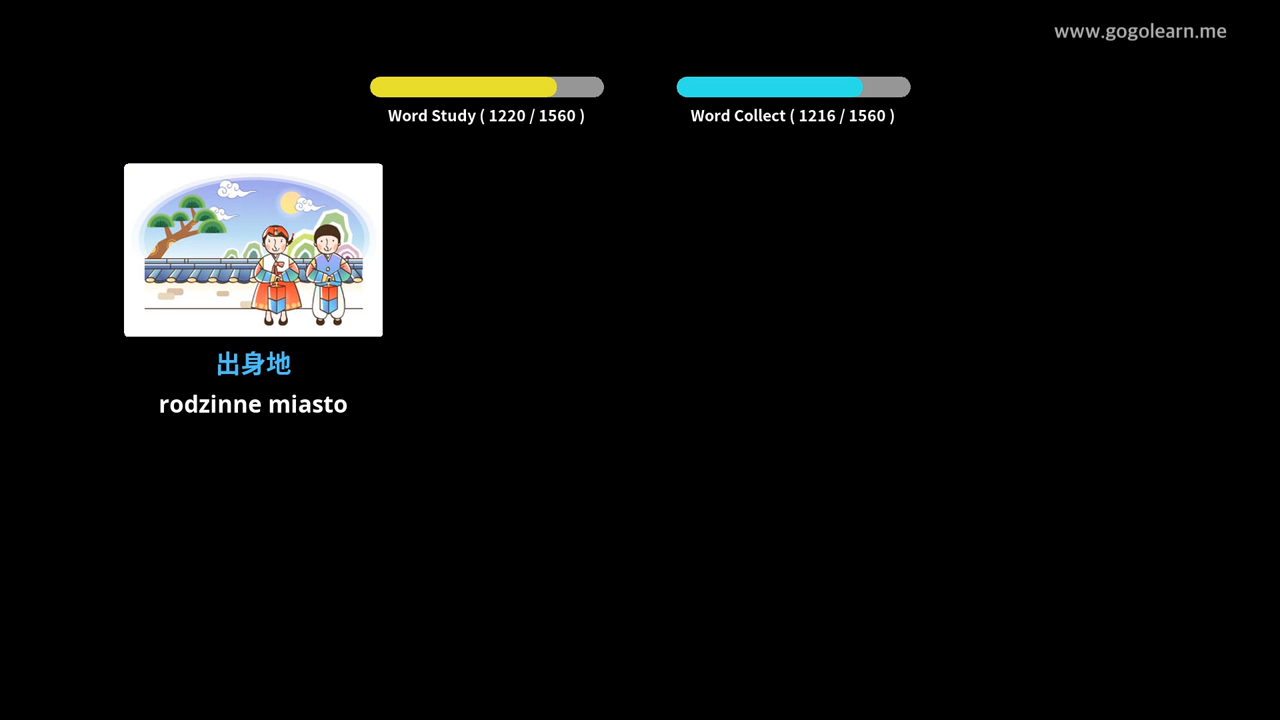 www.gogolearn.me
Word Study ( 1220 / 1560 )
Word Collect ( 1216 / 1560 )
出身地
rodzinne miasto